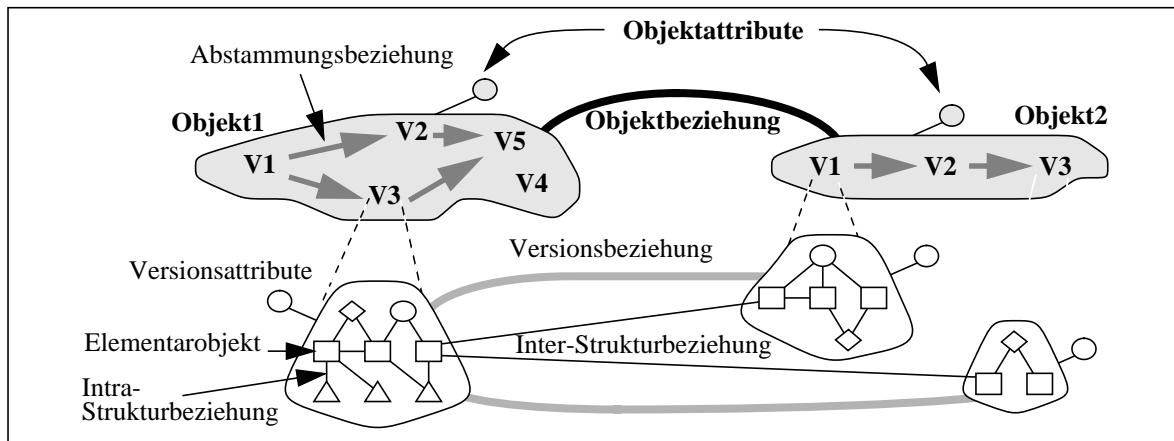 Objektattribute
Abstammungsbeziehung
Objekt1
V2
V5
V1
V3
V4
Objektbeziehung
Objekt2
V1
V2
V3
Versionsbeziehung
Versionsattribute
Elementarobjekt
Inter-Strukturbeziehung
Intra-
Strukturbeziehung